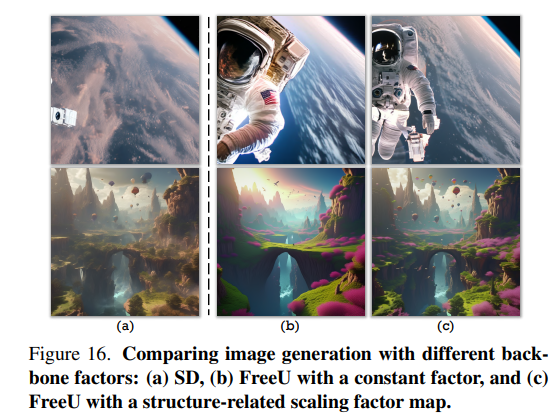 (a)
(b)
(c)
Figure 16. Comparing image generation with different back-
bone factors: (a) SD, (b) FreeU with a constant factor, and (c)
FreeU with a structure-related scaling factor map.